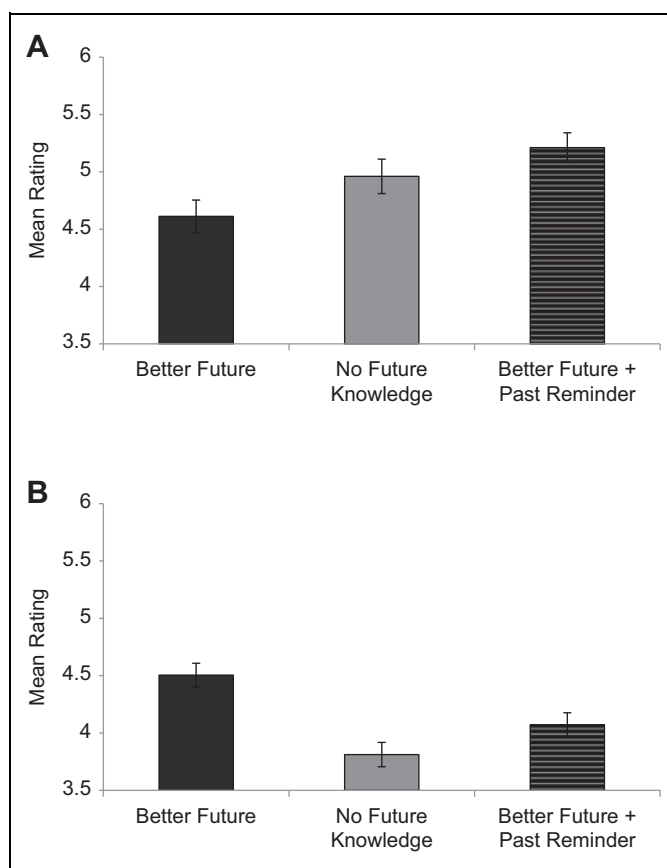 A
Mean Rating
6
5.5
5
4.5
4
3.5
Better Future
No Future
Knowledge
Better Future +
Past Reminder
B
Mean Rating
6
5.5
5
4.5
4
3.5
Better Future
No Future
Knowledge
Better Future +
Past Reminder